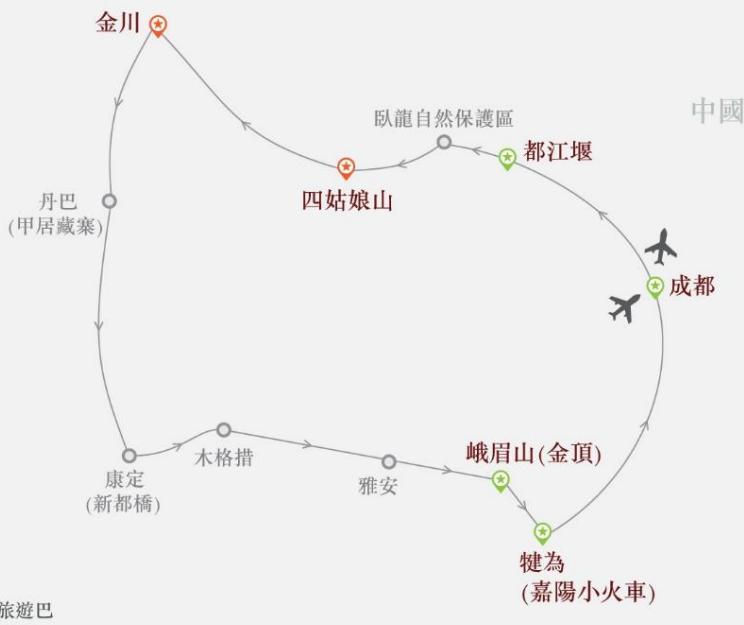 金川
中國
臥龍自然保護區
都江堰
四姑娘山
丹巴
(甲居藏寨)
成都
峨眉山(金頂)
木格措
雅安
康定
(新都橋)
犍為
(嘉陽小火車)
旅遊巴